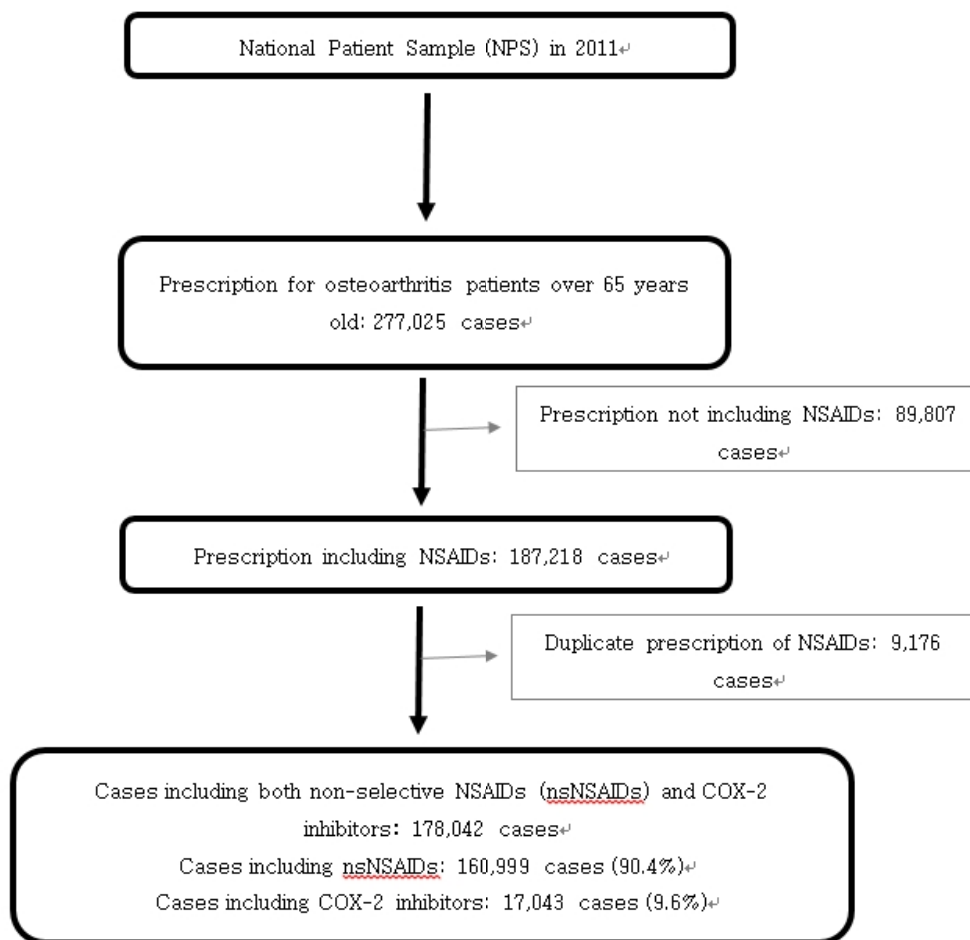 National Patient Sample (NPS) in 2011↵
Prescription for osteoarthritis patients over 65 years
old: 277,025 cases↵
Prescription not including NSAIDs: 89,807
cases↵
Prescription including NSAIDs: 187,218 cases↵
Duplicate prescription of NSAIDs: 9,176
cases↵
Cases including both non-selective NSAIDs (nsNSAIDs) and COX-2
inhibitors: 178,042 cases↵
Cases including nsNSAIDs: 160,999 cases (90.4%)↵
Cases including COX-2 inhibitors: 17,043 cases (9.6%)↵